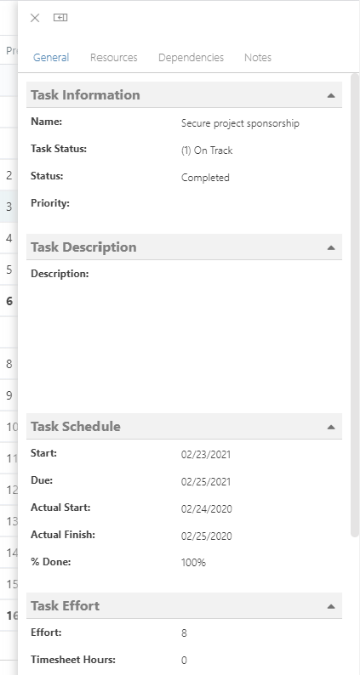 Pr
General Resources Dependencies Notes
Task Information
Name: Secure project sponsorship
Task Status: (1) On Track
2 Status: Completed
3 Priority:
4 Task Description
5 Description:
6
8
9
10 Task Schedule
11 Start: 02/23/2021
12 Due: 02/25/2021
13 Actual Start: 02/24/2020
Actual Finish: 02/25/2020
14 % Done: 100%
15
16 Task Effort
Effort: 8
Timesheet Hours: 0